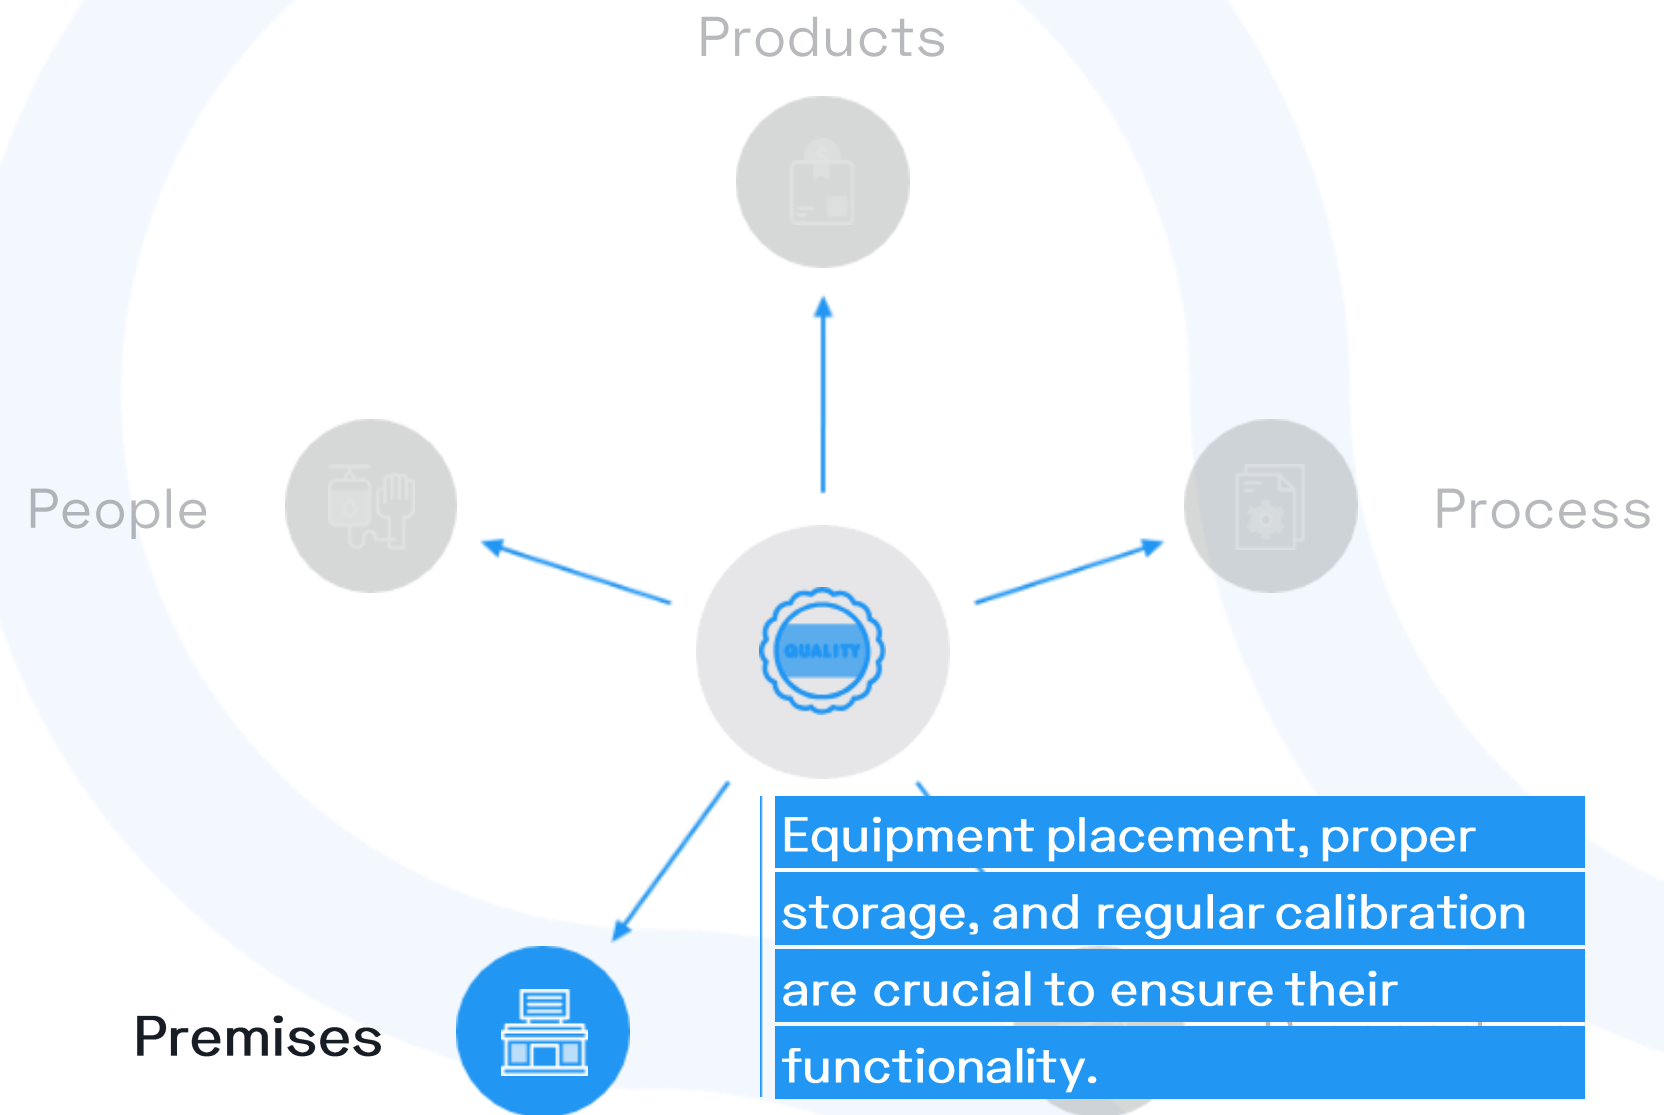 Products
People
Process
QUALITY
Equipment placement, proper
storage, and regular calibration
are crucial to ensure their
functionality.
Premises